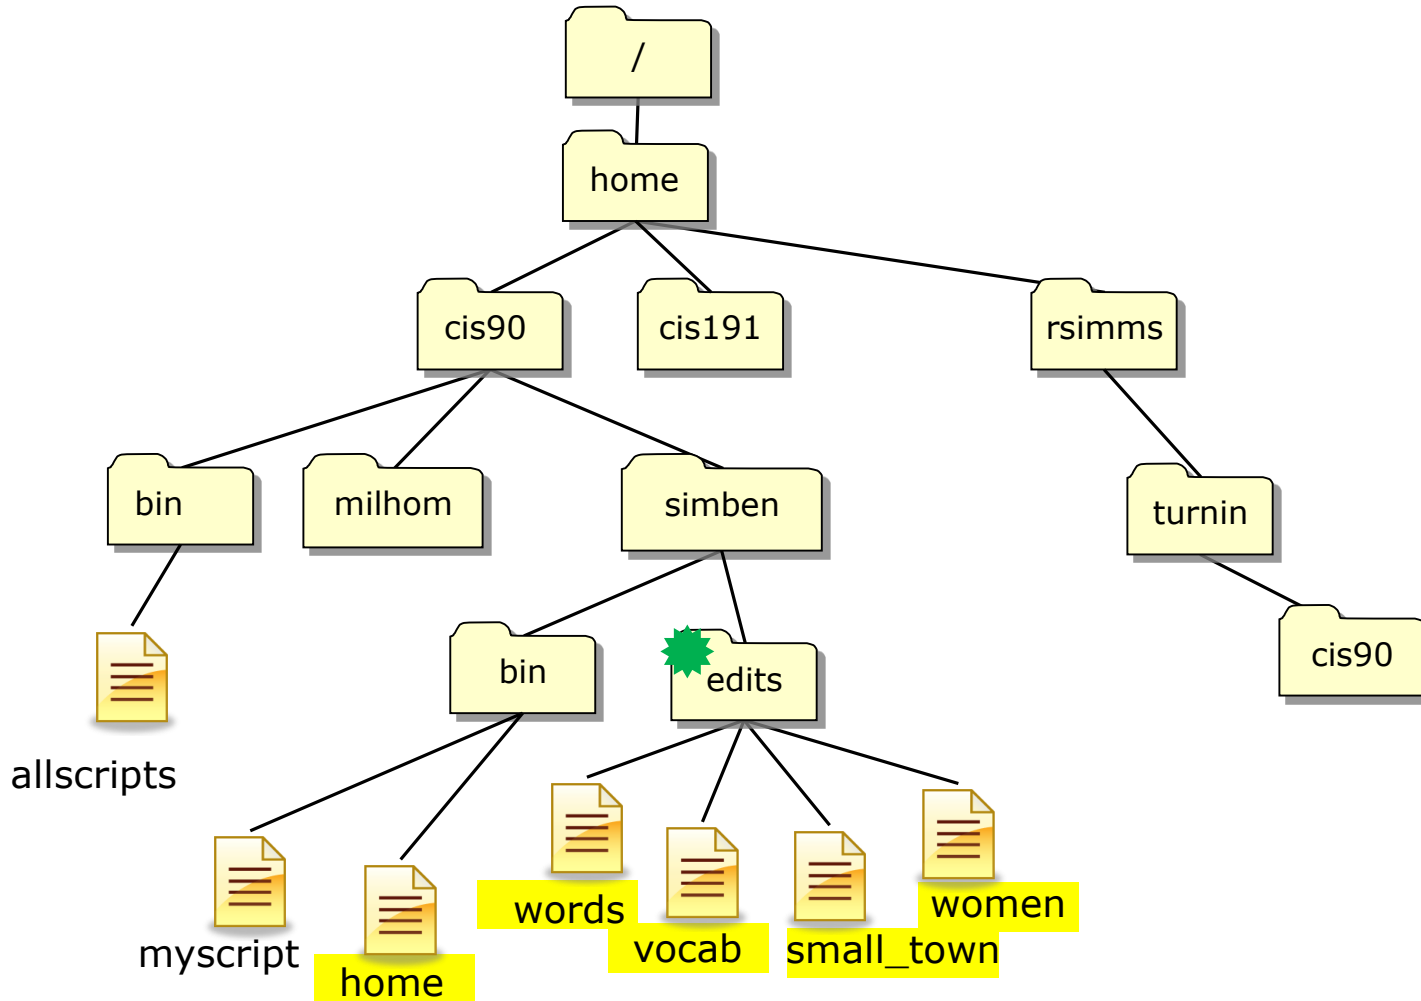 /
home
cis90
cis191
rsimms
bin
milhom
simben
turnin
bin
edits
cis90
allscripts
myscript
home
words
vocab
small_town
women